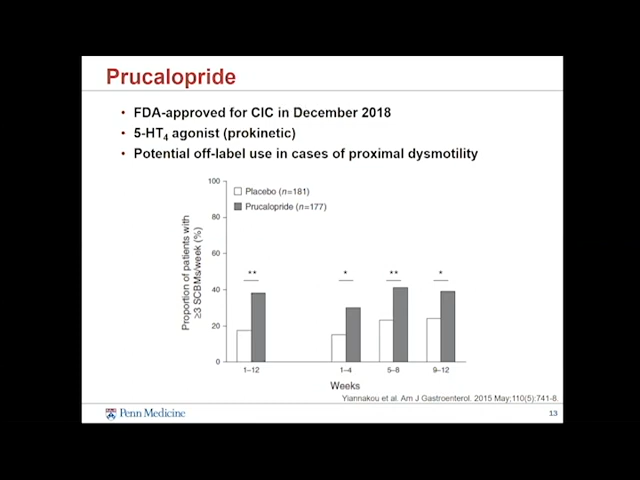 Prucalopride
• FDA-approved for CIC in December 2018
• 5-HT4 agonist (prokinetic)
• Potential off-label use in cases of proximal dysmotility
100
80
60
40
20
0
Proportion of patients with
≥3 SCBMs/week (%)
Placebo (n=181)
Prucalopride (n=177)
** * ** *
1–12 1–4 5–8 9–12
Weeks
Yiannakou et al. Am J Gastroenterol. 2015 May;110(5):741-8.
Penn Medicine 13